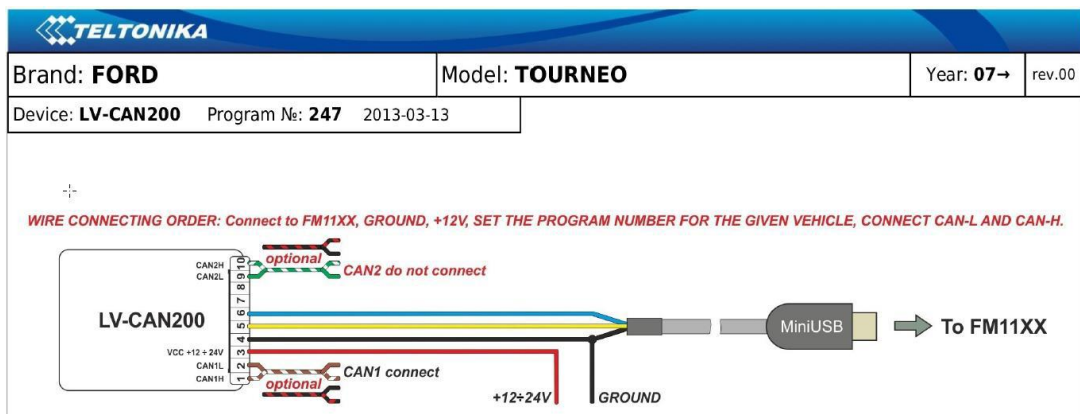 TELTONIKA
Brand: FORD Model: TOURNEO Year: 07→ rev.00
Device: LV-CAN200 Program №: 247 2013-03-13
WIRE CONNECTING ORDER: Connect to FM11XX, GROUND, +12V, SET THE PROGRAM NUMBER FOR THE GIVEN VEHICLE, CONNECT CAN-L AND CAN-H.
CAN2H 10 optional
CAN2L 9 CAN2 do not connect
8
7
6
LV-CAN200 5 MiniUSB To FM11XX
4
VCC +12 ÷ 24V 3
CAN1L 2 CAN1 connect
CAN1H 1 optional
+12÷24V GROUND